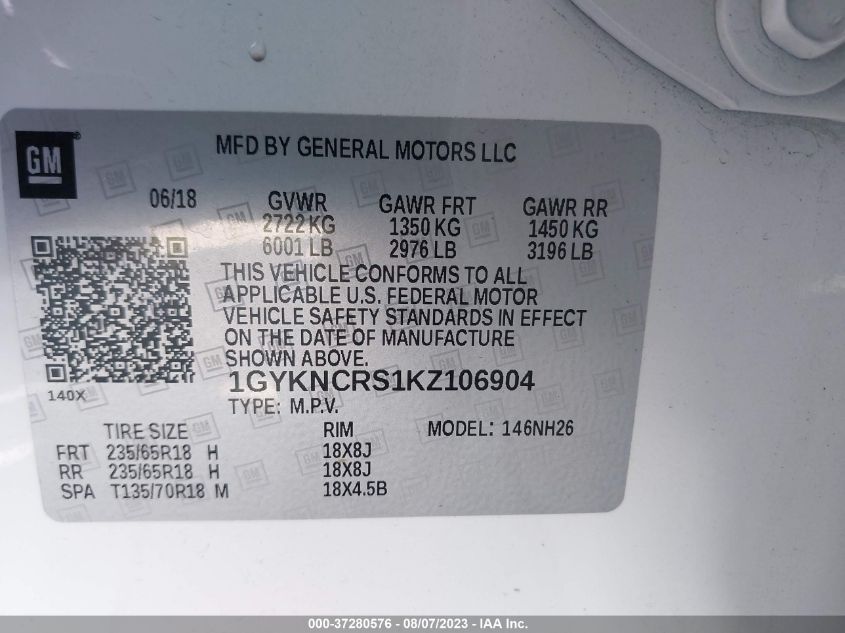 GM
MFD BY GENERAL MOTORS LLC
06/18
GVWR
2722 KG
6001 LB
GAWR FRT
1350 KG
2976 LB
GAWR RR
1450 KG
3196 LB
THIS VEHICLE CONFORMS TO ALL
APPLICABLE U.S. FEDERAL MOTOR
VEHICLE SAFETY STANDARDS IN EFFECT
ON THE DATE OF MANUFACTURE
SHOWN ABOVE.
1GYKNCRS1KZ106904
140X
TYPE: M.P.V.
TIRE SIZE RIM MODEL: 146NH26
FRT 235/65R18 H 18X8J
RR 235/65R18 H 18X8J
SPA T135/70R18 M 18X4.5B
000-37280576 - 08/07/2023 - IAA Inc.